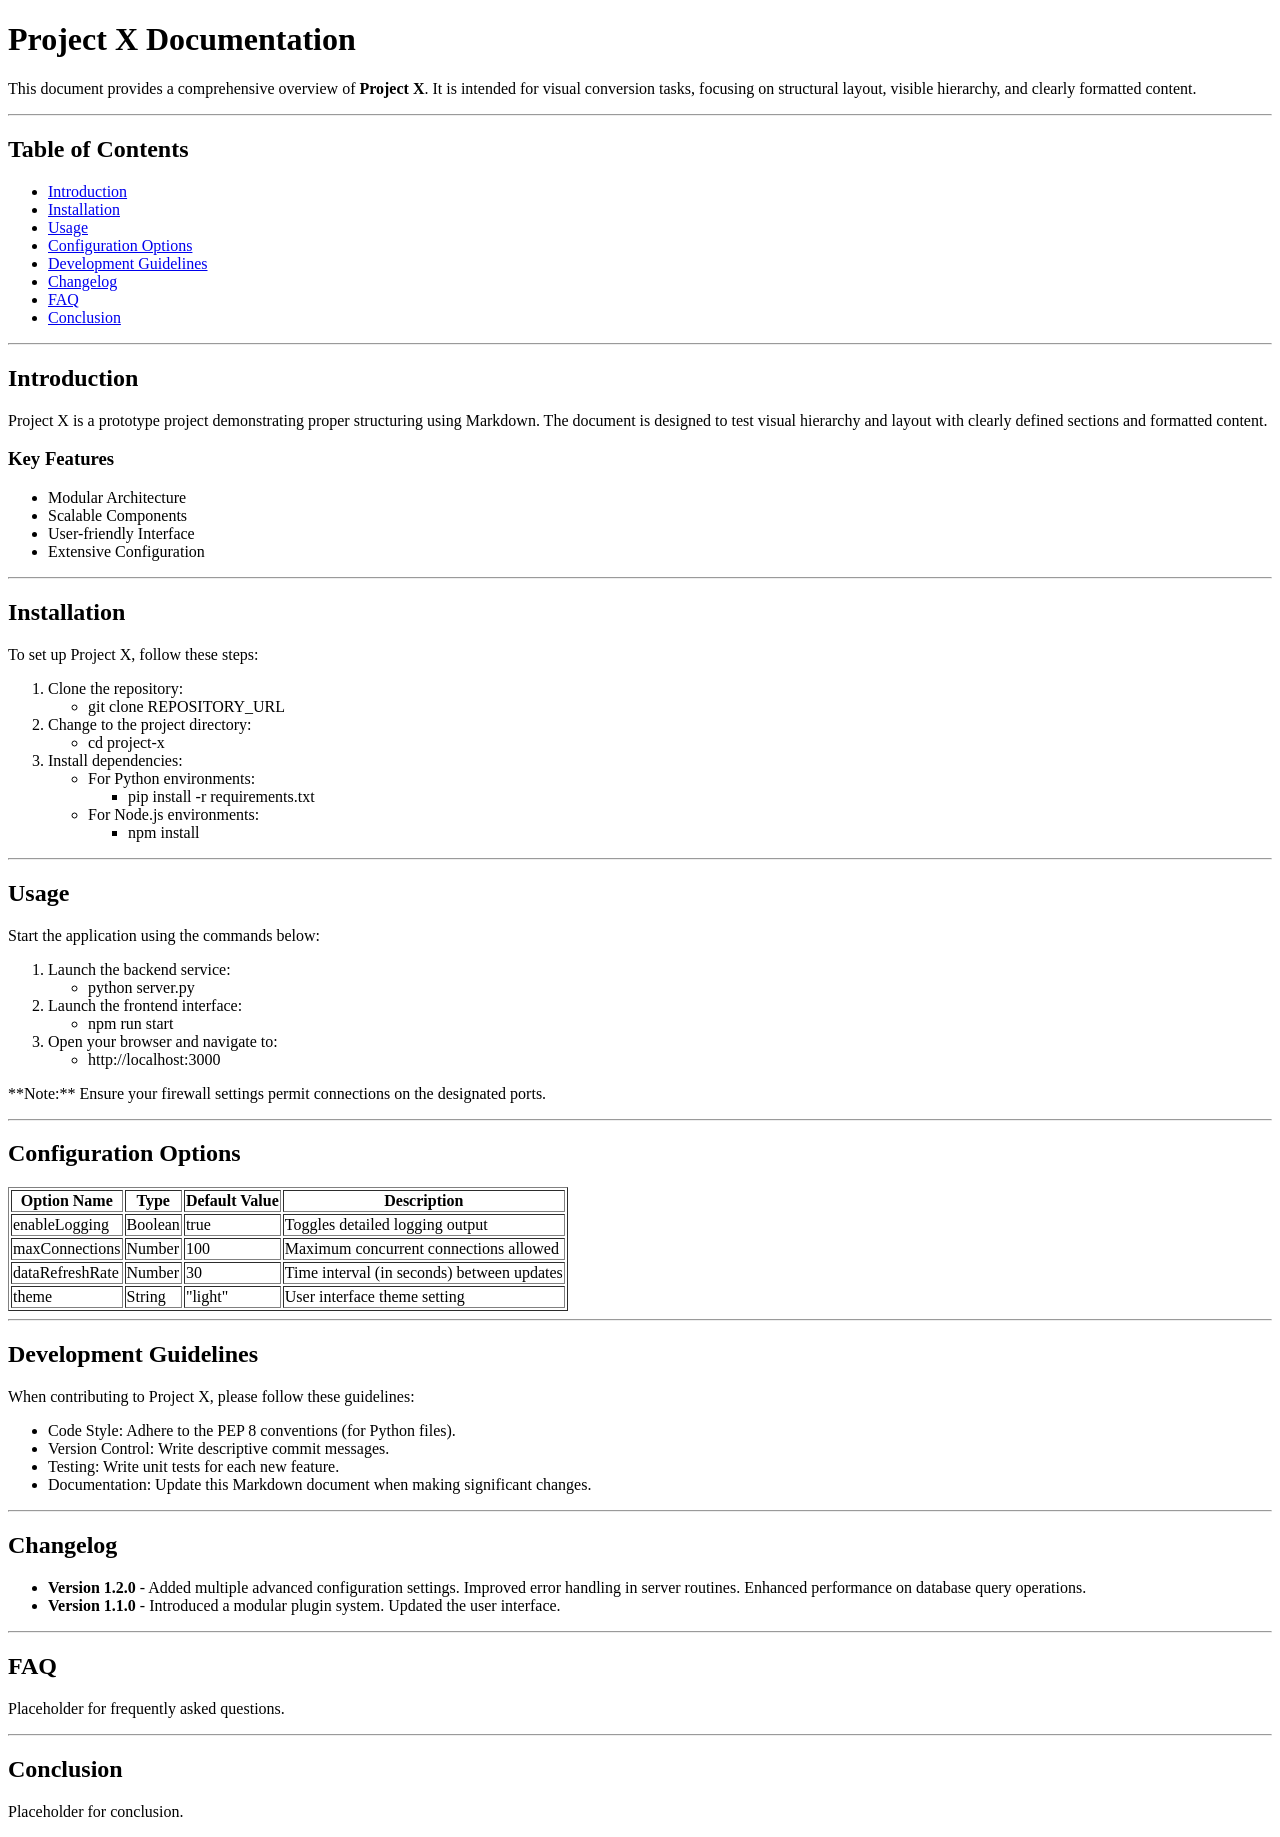 Project X Documentation
This document provides a comprehensive overview of Project X. It is intended for visual conversion tasks, focusing on structural layout, visible hierarchy, and clearly formatted content.
Table of Contents
Introduction
Installation
Usage
Configuration Options
Development Guidelines
Changelog
FAQ
Conclusion
Introduction
Project X is a prototype project demonstrating proper structuring using Markdown. The document is designed to test visual hierarchy and layout with clearly defined sections and formatted content.
Key Features
Modular Architecture
Scalable Components
User-friendly Interface
Extensive Configuration
Installation
To set up Project X, follow these steps:
1. Clone the repository:
git clone REPOSITORY_URL
2. Change to the project directory:
cd project-x
3. Install dependencies:
For Python environments:
pip install -r requirements.txt
For Node.js environments:
npm install
Usage
Start the application using the commands below:
1. Launch the backend service:
python server.py
2. Launch the frontend interface:
npm run start
3. Open your browser and navigate to:
http://localhost:3000
**Note:** Ensure your firewall settings permit connections on the designated ports.
Configuration Options
Option Name Type Default Value Description
enableLogging Boolean true Toggles detailed logging output
maxConnections Number 100 Maximum concurrent connections allowed
dataRefreshRate Number 30 Time interval (in seconds) between updates
theme String "light" User interface theme setting
Development Guidelines
When contributing to Project X, please follow these guidelines:
Code Style: Adhere to the PEP 8 conventions (for Python files).
Version Control: Write descriptive commit messages.
Testing: Write unit tests for each new feature.
Documentation: Update this Markdown document when making significant changes.
Changelog
Version 1.2.0 - Added multiple advanced configuration settings. Improved error handling in server routines. Enhanced performance on database query operations.
Version 1.1.0 - Introduced a modular plugin system. Updated the user interface.
FAQ
Placeholder for frequently asked questions.
Conclusion
Placeholder for conclusion.